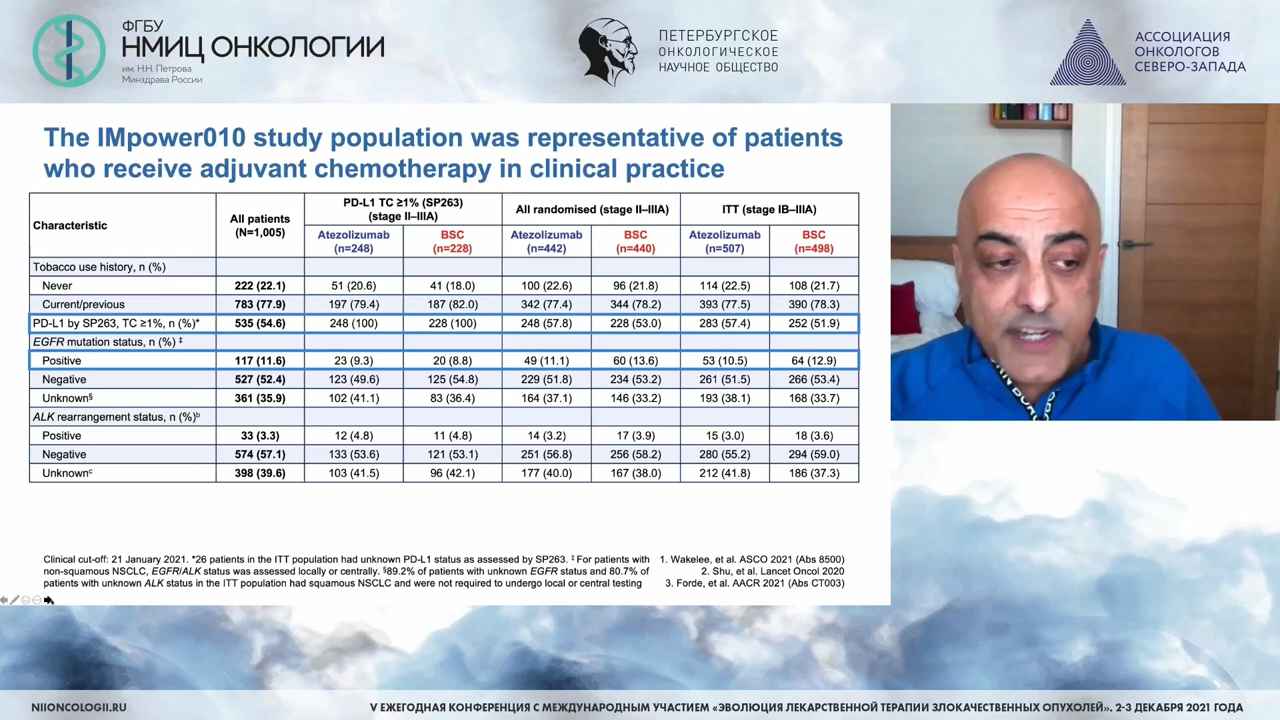 ФГБУ
НМИЦ ОНКОЛОГИИ
им. Н.Н. Петрова
Минздрава России
ПЕТЕРБУРГСКОЕ
ОНКОЛОГИЧЕСКОЕ
НАУЧНОЕ ОБЩЕСТВО
АССОЦИАЦИЯ
ОНКОЛОГОВ
СЕВЕРО-ЗАПАДА
The IMpower010 study population was representative of patients
who receive adjuvant chemotherapy in clinical practice
Characteristic
All patients
(N=1,005)
PD-L1 TC ≥1% (SP263)
(stage II–IIIA)
All randomised (stage II–IIIA)
ITT (stage IB–IIIA)
Atezolizumab
(n=248)
BSC
(n=228)
Atezolizumab
(n=442)
BSC
(n=440)
Atezolizumab
(n=507)
BSC
(n=498)
Tobacco use history, n (%)
Never 222 (22.1) 51 (20.6) 41 (18.0) 100 (22.6) 96 (21.8) 114 (22.5) 108 (21.7)
Current/previous 783 (77.9) 197 (79.4) 187 (82.0) 342 (77.4) 344 (78.2) 393 (77.5) 390 (78.3)
PD-L1 by SP263, TC ≥1%, n (%)* 535 (54.6) 248 (100) 228 (100) 248 (57.8) 228 (53.0) 283 (57.4) 252 (51.9)
EGFR mutation status, n (%) ‡
Positive 117 (11.6) 23 (9.3) 20 (8.8) 49 (11.1) 60 (13.6) 53 (10.5) 64 (12.9)
Negative 527 (52.4) 123 (49.6) 125 (54.8) 229 (51.8) 234 (53.2) 261 (51.5) 266 (53.4)
Unknown§ 361 (35.9) 102 (41.1) 83 (36.4) 164 (37.1) 146 (33.2) 193 (38.1) 168 (33.7)
ALK rearrangement status, n (%)b
Positive 33 (3.3) 12 (4.8) 11 (4.8) 14 (3.2) 17 (3.9) 15 (3.0) 18 (3.6)
Negative 574 (57.1) 133 (53.6) 121 (53.1) 251 (56.8) 256 (58.2) 280 (55.2) 294 (59.0)
Unknownc 398 (39.6) 103 (41.5) 96 (42.1) 177 (40.0) 167 (38.0) 212 (41.8) 186 (37.3)
Clinical cut-off: 21 January 2021. *26 patients in the ITT population had unknown PD-L1 status as assessed by SP263. ‡ For patients with
non-squamous NSCLC, EGFR/ALK status was assessed locally or centrally. §89.2% of patients with unknown EGFR status and 80.7% of
patients with unknown ALK status in the ITT population had squamous NSCLC and were not required to undergo local or central testing
1. Wakelee, et al. ASCO 2021 (Abs 8500)
2. Shu, et al. Lancet Oncol 2020
3. Forde, et al. AACR 2021 (Abs CT003)
NIIONCOLOGII.RU
V ЕЖЕГОДНАЯ КОНФЕРЕНЦИЯ С МЕЖДУНАРОДНЫМ УЧАСТИЕМ «ЭВОЛЮЦИЯ ЛЕКАРСТВЕННОЙ ТЕРАПИИ ЗЛОКАЧЕСТВЕННЫХ ОПУХОЛЕЙ». 2-3 ДЕКАБРЯ 2021 ГОДА